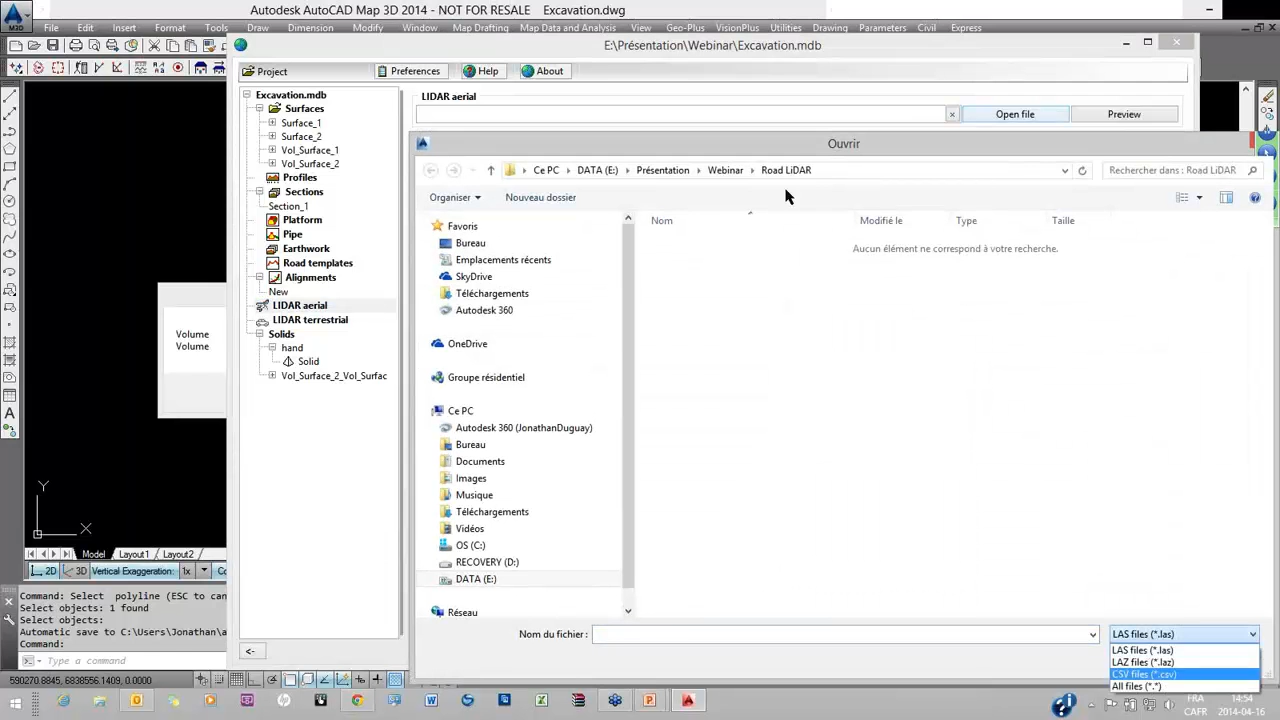 Autodesk AutoCAD Map 3D 2014 - NOT FOR RESALE Excavation.dwg
File Edit Insert Format Tools Draw Dimension Modify Window Map Drafting Map Data and Analysis View Geo-Plus VisionPlus Utilities Drawing Parameters Civil Express
E:\Présentation\Webinar\Excavation.mdb
Project Preferences Help About
Excavation.mdb
Surfaces
Surface_1
Surface_2
Vol_Surface_1
Vol_Surface_2
Profiles
Sections
Section_1
Platform
Pipe
Earthwork
Road templates
Alignments
New
LIDAR aerial
LIDAR terrestrial
Solids
hand
Solid
Vol_Surface_2_Vol_Surfac
<-
LIDAR aerial
Open file Preview
Ouvrir
Ce PC DATA (E:) Présentation Webinar Road LiDAR
Rechercher dans : Road LiDAR
Organiser Nouveau dossier
Nom Modifié le Type Taille
Aucun élément ne correspond à votre recherche.
Favoris
Bureau
Emplacements récents
SkyDrive
Téléchargements
Autodesk 360
OneDrive
Groupe résidentiel
Ce PC
Autodesk 360 (JonathanDuguay)
Bureau
Documents
Images
Musique
Téléchargements
Vidéos
OS (C:)
RECOVERY (D:)
DATA (E:)
Réseau
Nom du fichier :
LAS files (*.las)
LAS files (*.las)
LAZ files (*.laz)
CSV files (*.csv)
All files (*.*)
Volume
Volume
Y
X
Model Layout1 Layout2
2D 3D Vertical Exaggeration: 1x
Command: Select polyline (ESC to can
Select objects: 1 found
Select objects:
Automatic save to C:\Users\Jonathan\a
Command:
Type a command
590270.8845, 6838556.1409, 0.0000
FRA
CAFR
14:54
2014-04-16